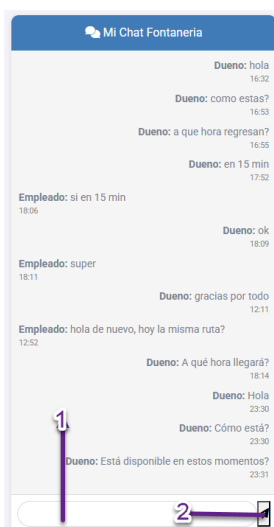 Mi Chat Fontaneria
Dueno: hola
16:32
Dueno: como estas?
16:53
Dueno: a que hora regresan?
16:55
Dueno: en 15 min
17:52
Empleado: si en 15 min
18:06
Dueno: ok
18:09
Empleado: super
18:11
Dueno: gracias por todo
12:11
Empleado: hola de nuevo, hoy la misma ruta?
12:52
Dueno: A qué hora llegará?
18:14
Dueno: Hola
23:30
Dueno: Cómo está?
23:30
Dueno: Está disponible en estos momentos?
23:31
1
2